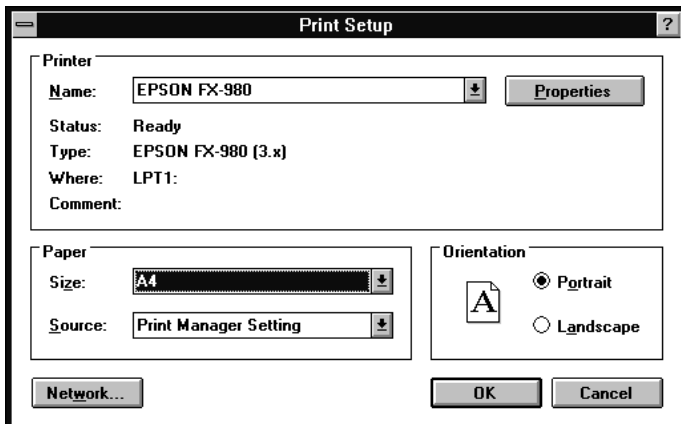 Print Setup ?
Printer
Name: EPSON FX-980 Properties
Status: Ready
Type: EPSON FX-980 (3.x)
Where: LPT1:
Comment:
Paper
Size: A4
Source: Print Manager Setting
Orientation
A
Portrait
Landscape
Network... OK Cancel